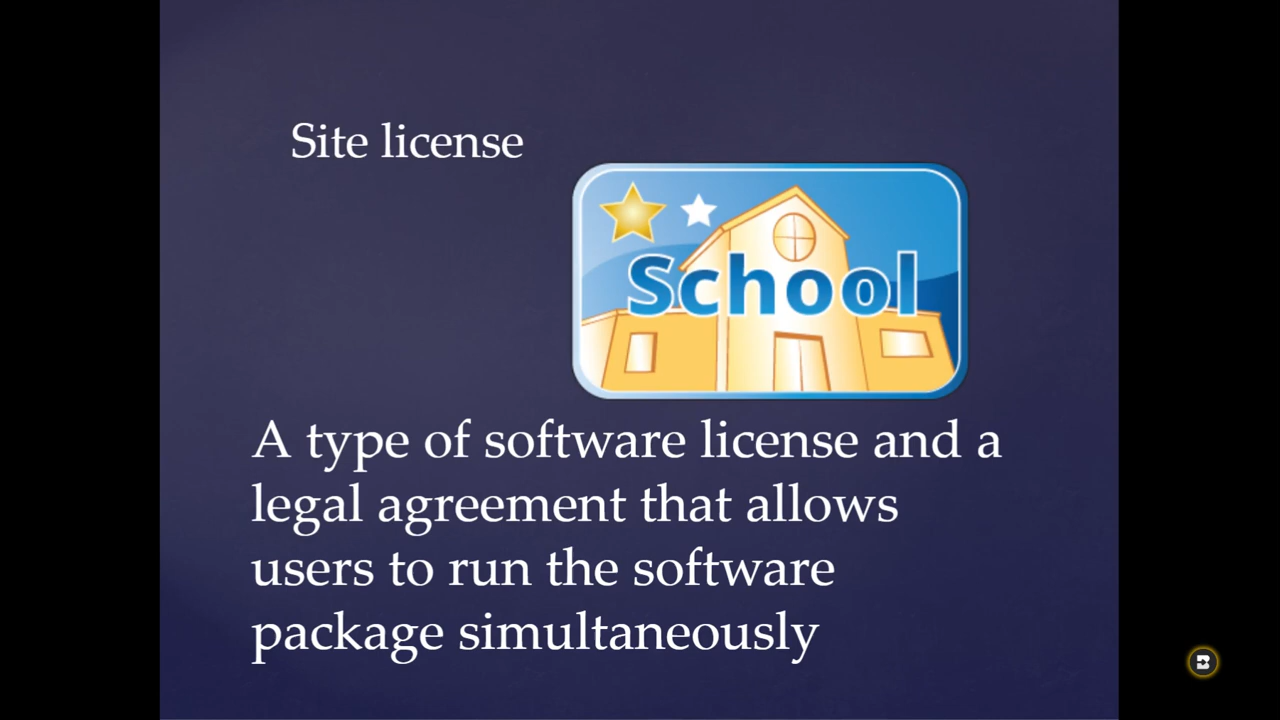 Site license
School
A type of software license and a
legal agreement that allows
users to run the software
package simultaneously
B